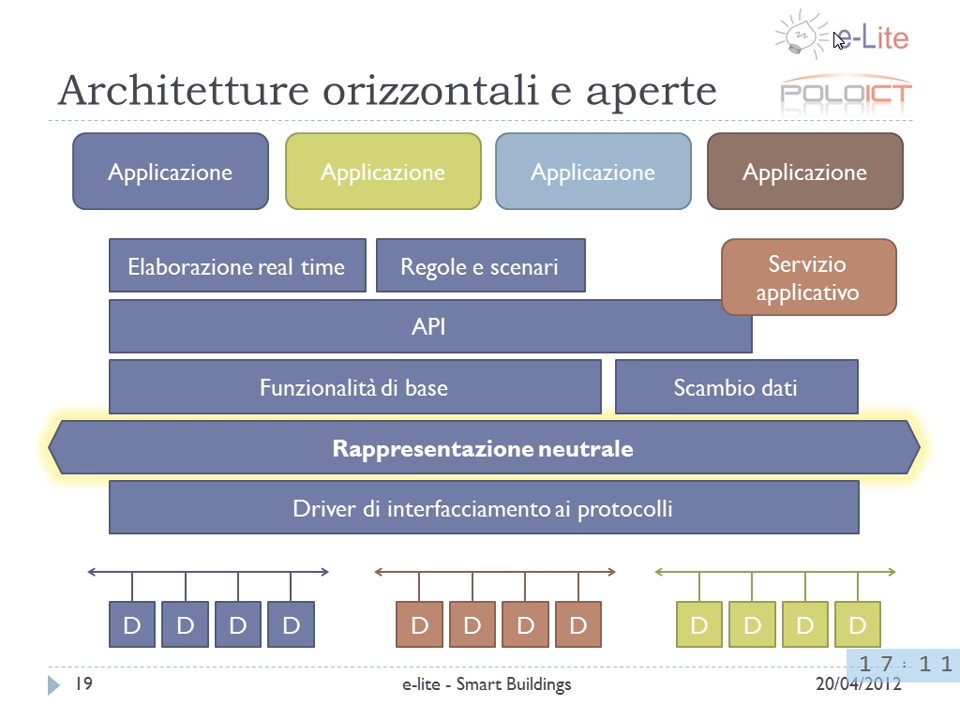 e-Lite
Architetture orizzontali e aperte
POLOICT
Applicazione
Applicazione
Applicazione
Applicazione
Elaborazione real time
Regole e scenari
Servizio
applicativo
API
Funzionalità di base
Scambio dati
Rappresentazione neutrale
Driver di interfacciamento ai protocolli
D D D D
D D D D
D D D D
17:11
19
e-lite - Smart Buildings
20/04/2012